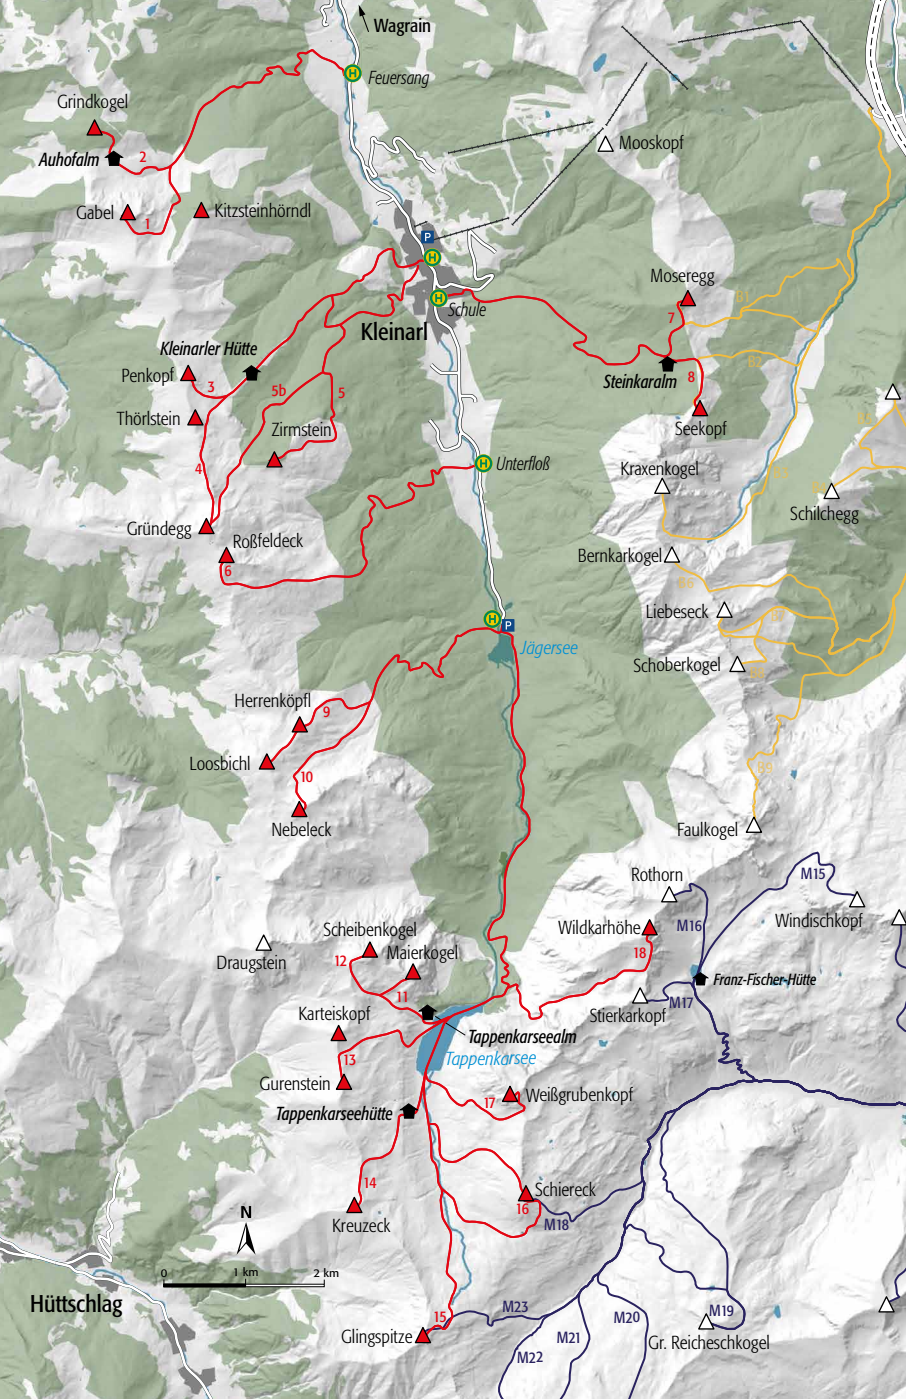 Wagrain
H
Feuersang
Grindkogel
Auhofalm
2
Mooskopf
Gabel
1
Kitzsteinhörndl
P
H
Moseregg
H
Schule
B1
7
Kleinarl
Kleinarler Hütte
B2
Penkopf
3
Steinkaralm
8
5b
5
Thörlstein
Seekopf
Zirmstein
4
H
Unterfloß
Kraxenkogel
Schilchegg
Gründegg
Roßfeldeck
6
Bernkarkogel
B6
Liebeseck
H
P
Jägersee
Schoberkogel
Herrenköpfl
9
Loosbichl
B9
10
Nebeleck
Faulkogel
Rothorn
M15
Scheibenkogel
Wildkarhöhe
M16
Windischkopf
Maierkogel
Draugstein
12
18
11
Franz-Fischer-Hütte
M17
Karteiskopf
Stierkarkopf
Tappenkarseealm
Tappenkarsee
13
Gurenstein
17
Weißgrubenkopf
Tappenkarseehütte
14
Schiereck
16
Kreuzeck
M18
N
0 1 km 2 km
Hüttschlag
M23
M19
15
M20
Glingspitze
M21
Gr. Reicheschkogel
M22